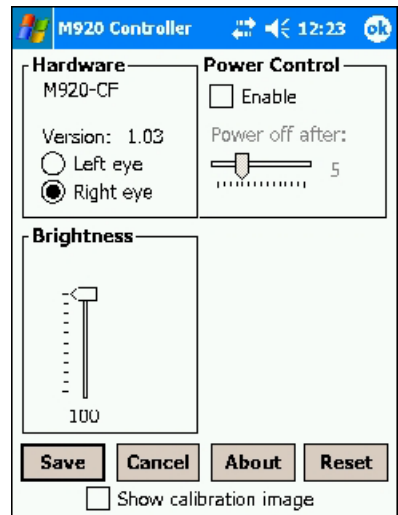 M920 Controller 12:23 ok
Hardware
M920-CF
Version: 1.03
Left eye
Right eye
Power Control
Enable
Power off after:
5
Brightness
100
Save Cancel About Reset
Show calibration image